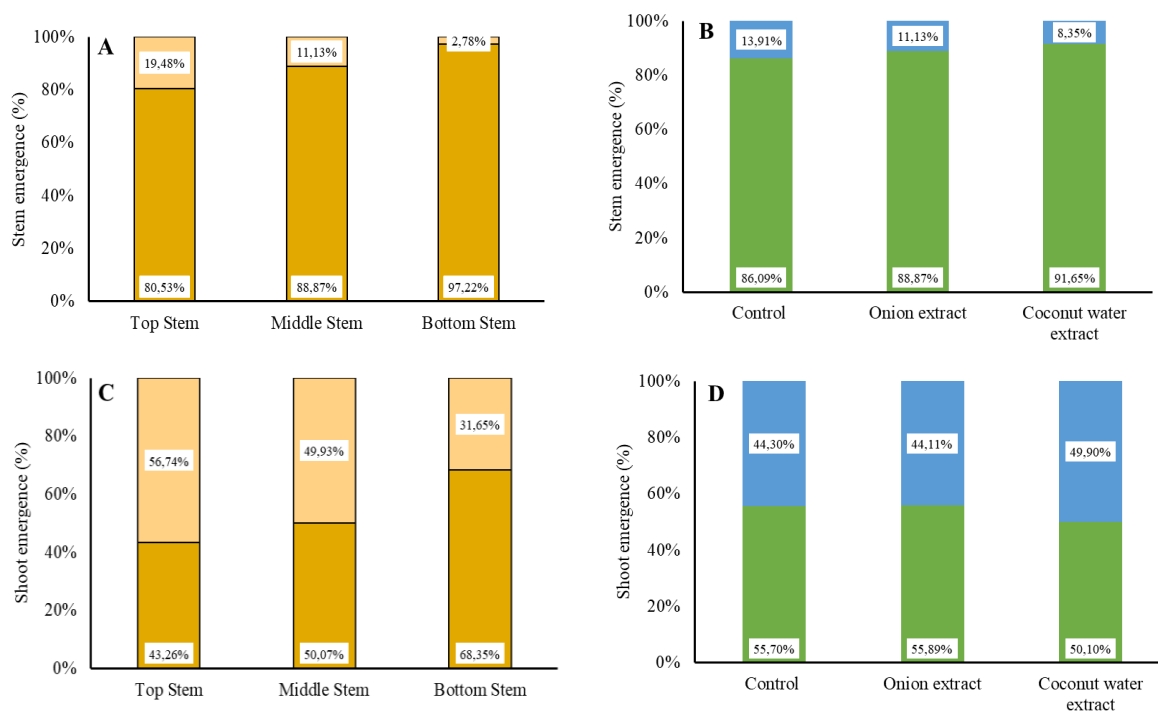 A
Stem emergence (%)
100%
80%
60%
40%
20%
0%
19,48%
11,13%
2,78%
80,53%
88,87%
97,22%
Top Stem
Middle Stem
Bottom Stem
B
Stem emergence (%)
100%
80%
60%
40%
20%
0%
13,91%
11,13%
8,35%
86,09%
88,87%
91,65%
Control
Onion extract
Coconut water
extract
C
Shoot emergence (%)
100%
80%
60%
40%
20%
0%
56,74%
49,93%
31,65%
43,26%
50,07%
68,35%
Top Stem
Middle Stem
Bottom Stem
D
Shoot emergence (%)
100%
80%
60%
40%
20%
0%
44,30%
44,11%
49,90%
55,70%
55,89%
50,10%
Control
Onion extract
Coconut water
extract